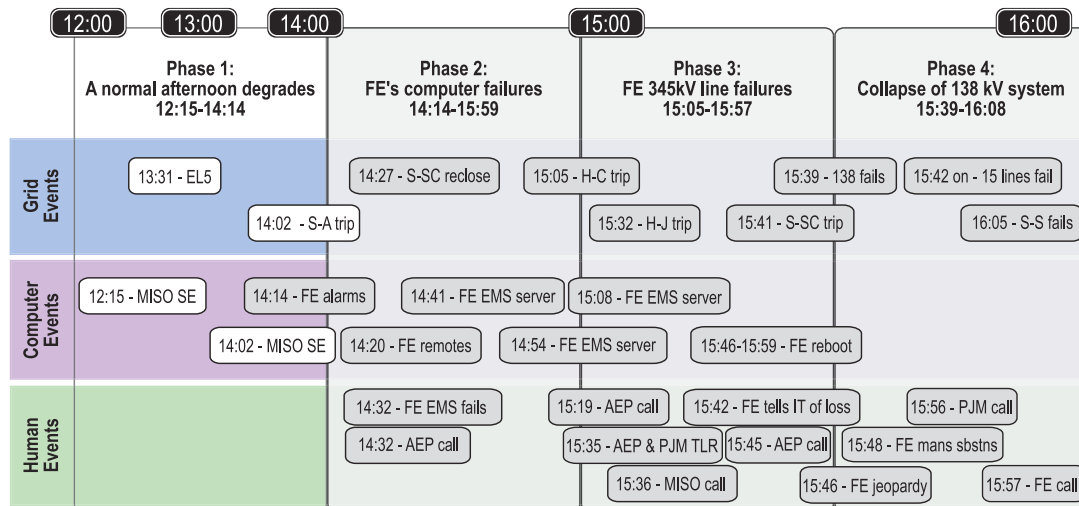 12:00
13:00
14:00
15:00
16:00
Phase 1:
A normal afternoon degrades
12:15-14:14
Phase 2:
FE's computer failures
14:14-15:59
Phase 3:
FE 345kV line failures
15:05-15:57
Phase 4:
Collapse of 138 kV system
15:39-16:08
Grid
Events
13:31 - EL5
14:27 - S-SC reclose
15:05 - H-C trip
15:39 - 138 fails
15:42 on - 15 lines fail
14:02 - S-A trip
15:32 - H-J trip
15:41 - S-SC trip
16:05 - S-S fails
Computer
Events
12:15 - MISO SE
14:14 - FE alarms
14:41 - FE EMS server
15:08 - FE EMS server
14:02 - MISO SE
14:20 - FE remotes
14:54 - FE EMS server
15:46-15:59 - FE reboot
Human
Events
14:32 - FE EMS fails
15:19 - AEP call
15:42 - FE tells IT of loss
15:56 - PJM call
14:32 - AEP call
15:35 - AEP & PJM TLR
15:45 - AEP call
15:48 - FE mans sbstns
15:36 - MISO call
15:46 - FE jeopardy
15:57 - FE call